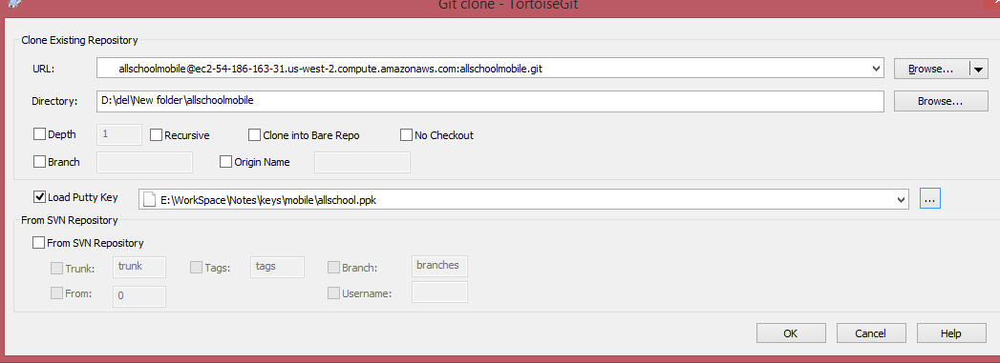 Git clone - TortoiseGit
Clone Existing Repository
URL: allschoolmobile@ec2-54-186-163-31.us-west-2.compute.amazonaws.com:allschoolmobile.git Browse...
Directory: D:\del\New folder\allschoolmobile Browse...
Depth 1 Recursive Clone into Bare Repo No Checkout
Branch Origin Name
Load Putty Key E:\WorkSpace\Notes\keys\mobile\allschool.ppk ...
From SVN Repository
From SVN Repository
Trunk: trunk Tags: tags Branch: branches
From: 0 Username:
OK Cancel Help